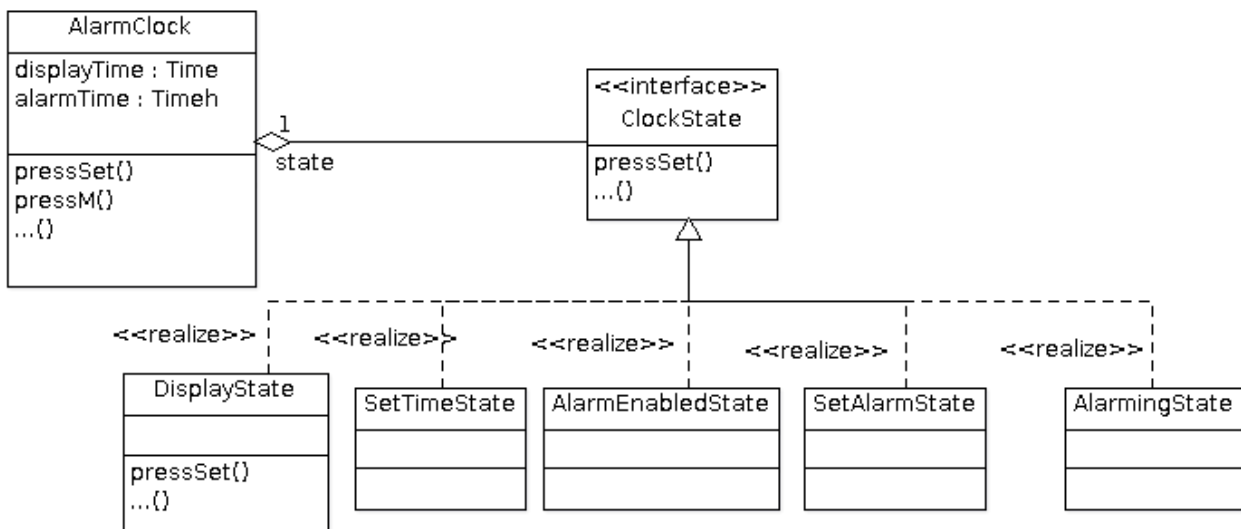 AlarmClock
displayTime : Time
alarmTime : Timeh
pressSet()
pressM()
...()
1
state
<<interface>>
ClockState
pressSet()
...()
<<realize>>
<<realize>>
<<realize>>
<<realize>>
<<realize>>
DisplayState
pressSet()
...()
SetTimeState
AlarmEnabledState
SetAlarmState
AlarmingState